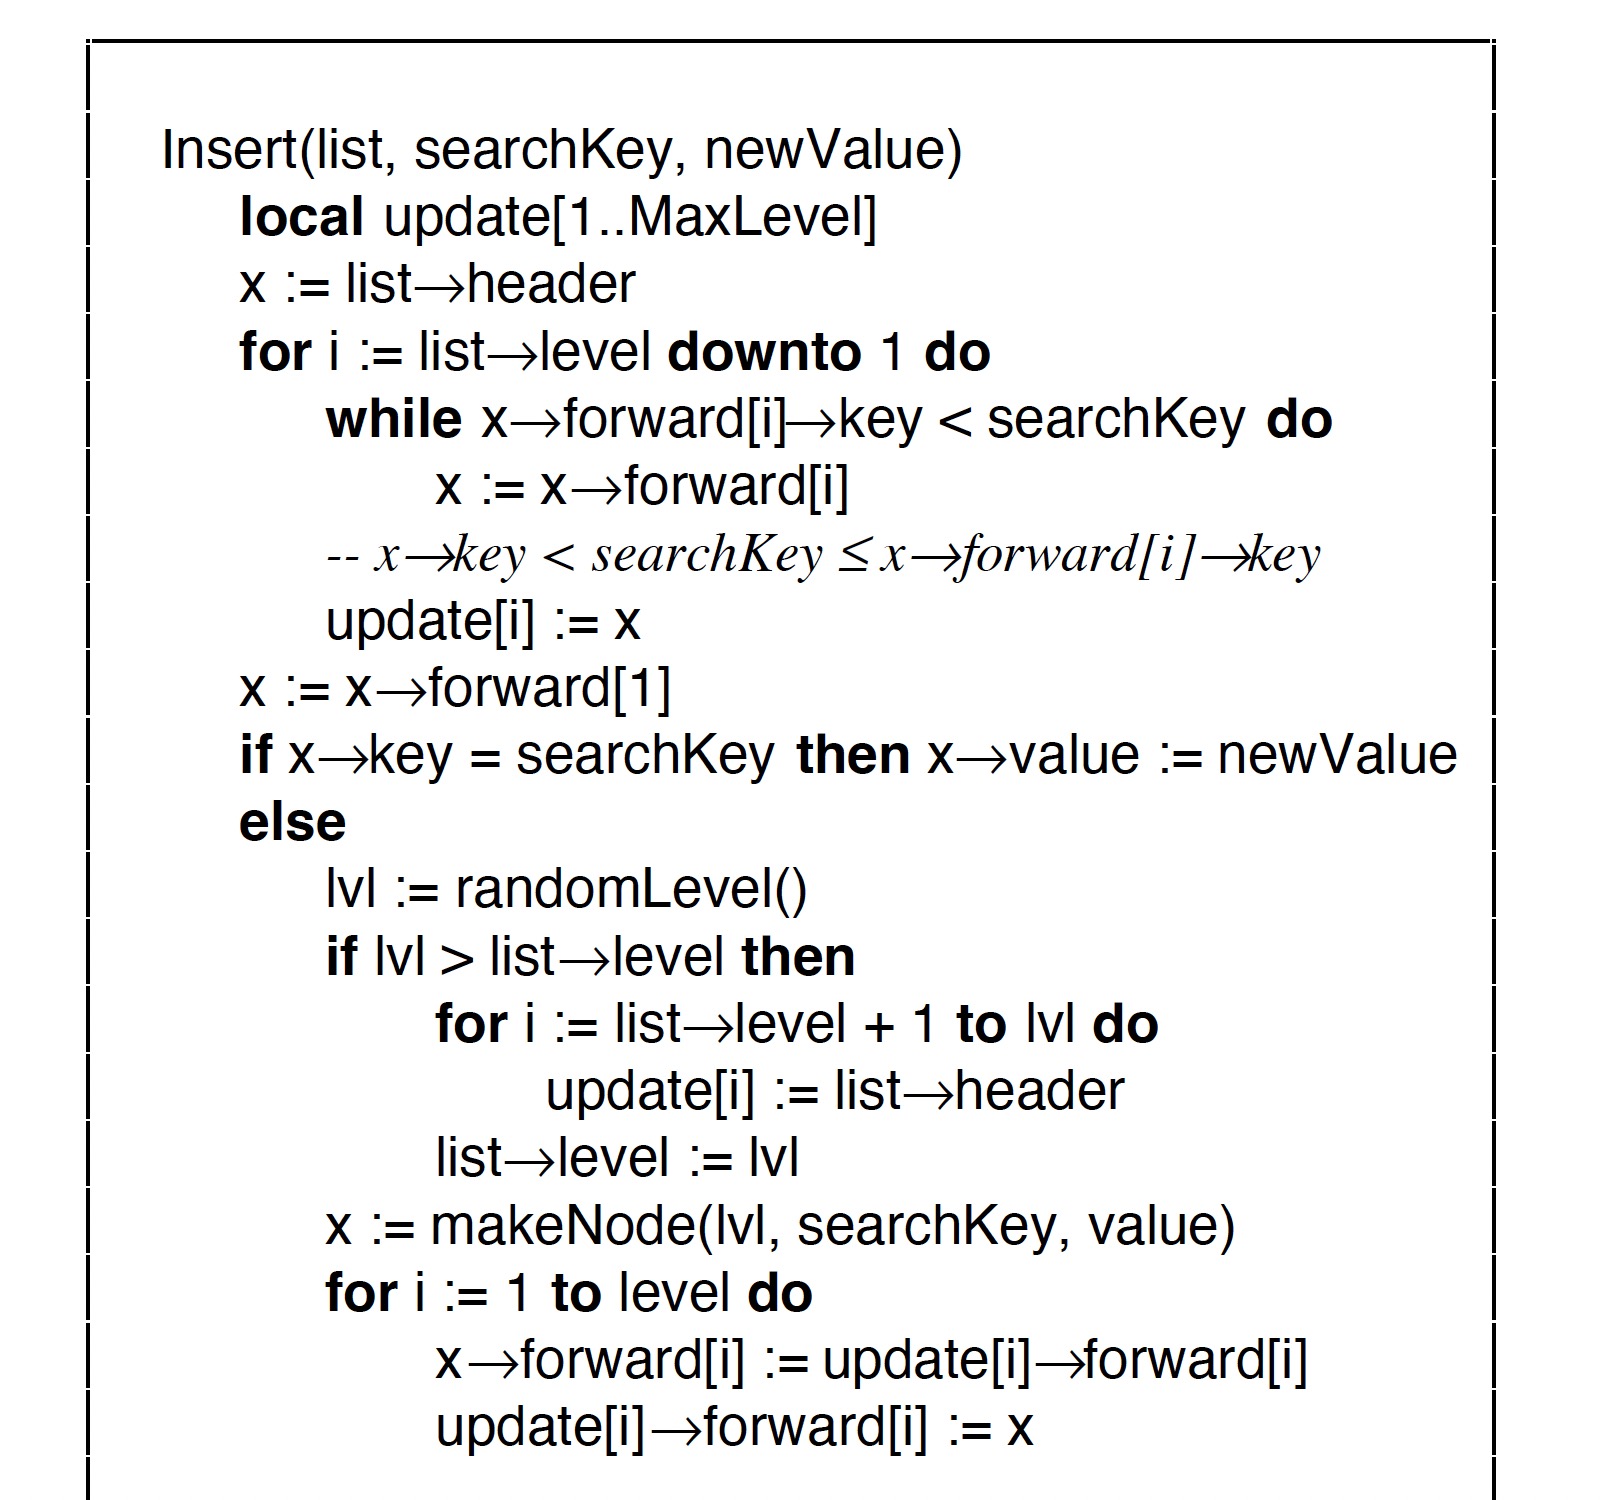 Insert(list, searchKey, newValue)
local update[1..MaxLevel]
x := list→header
for i := list→level downto 1 do
while x→forward[i]→key < searchKey do
x := x→forward[i]
-- x→key < searchKey ≤ x→forward[i]→key
update[i] := x
x := x→forward[1]
if x→key = searchKey then x→value := newValue
else
lvl := randomLevel()
if lvl > list→level then
for i := list→level + 1 to lvl do
update[i] := list→header
list→level := lvl
x := makeNode(lvl, searchKey, value)
for i := 1 to level do
x→forward[i] := update[i]→forward[i]
update[i]→forward[i] := x